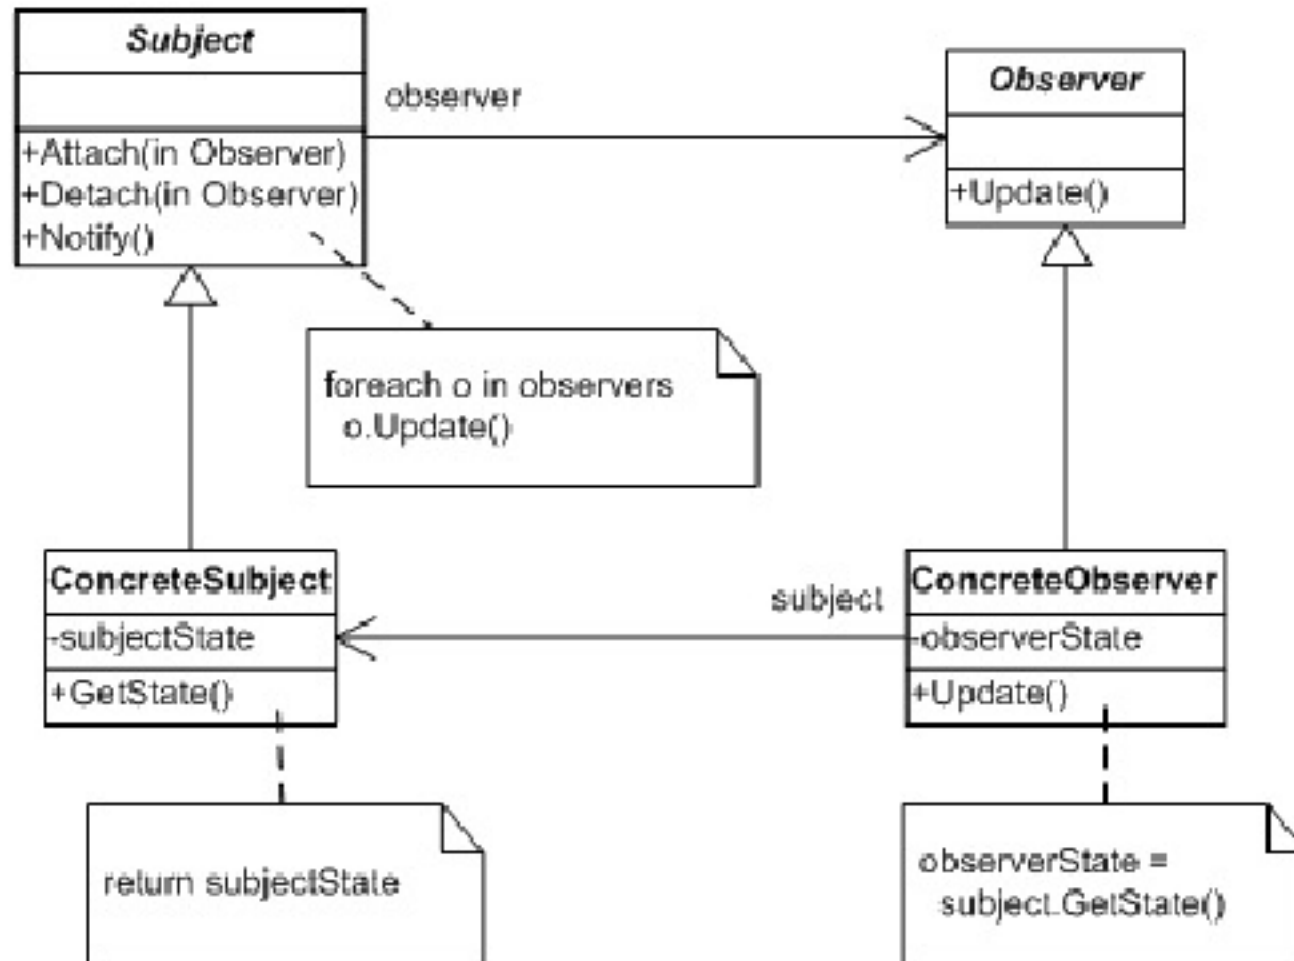 Subject
+Attach(in Observer)
+Detach(in Observer)
+Notify()
observer
Observer
+Update()
foreach o in observers
o.Update()
ConcreteSubject
-subjectState
+GetState()
subject
ConcreteObserver
-observerState
+Update()
return subjectState
observerState =
subject.GetState()